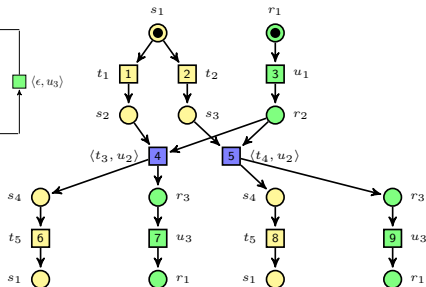 s₁ r₁
⟨ϵ, u₃⟩ t₁ 1 2 t₂ 3 u₁
s₂ s₃ r₂
⟨t₃, u₂⟩ 4 5 ⟨t₄, u₂⟩
s₄ r₃ s₄ r₃
t₅ 6 7 u₃ t₅ 8 9 u₃
s₁ r₁ s₁ r₁